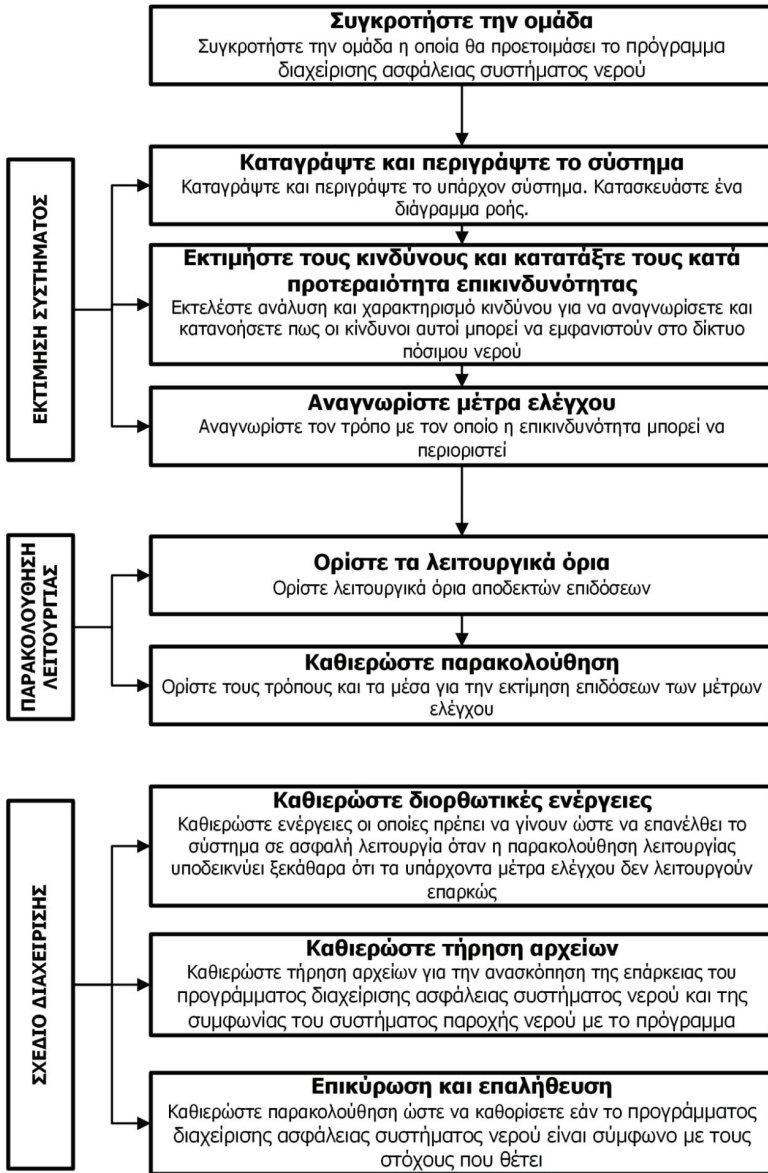 Συγκροτήστε την ομάδα
Συγκροτήστε την ομάδα η οποία θα προετοιμάσει το πρόγραμμα
διαχείρισης ασφάλειας συστήματος νερού
ΕΚΤΙΜΗΣΗ ΣΥΣΤΗΜΑΤΟΣ
Καταγράψτε και περιγράψτε το σύστημα
Καταγράψτε και περιγράψτε το υπάρχον σύστημα. Κατασκευάστε ένα
διάγραμμα ροής.
Εκτιμήστε τους κινδύνους και κατατάξτε τους κατά
προτεραιότητα επικινδυνότητας
Εκτελέστε ανάλυση και χαρακτηρισμό κινδύνου για να αναγνωρίσετε και
κατανοήσετε πως οι κίνδυνοι αυτοί μπορεί να εμφανιστούν στο δίκτυο
πόσιμου νερού
Αναγνωρίστε μέτρα ελέγχου
Αναγνωρίστε τον τρόπο με τον οποίο η επικινδυνότητα μπορεί να
περιοριστεί
ΠΑΡΑΚΟΛΟΥΘΗΣΗ
ΛΕΙΤΟΥΡΓΙΑΣ
Ορίστε τα λειτουργικά όρια
Ορίστε λειτουργικά όρια αποδεκτών επιδόσεων
Καθιερώστε παρακολούθηση
Ορίστε τους τρόπους και τα μέσα για την εκτίμηση επιδόσεων των μέτρων
ελέγχου
ΣΧΕΔΙΟ ΔΙΑΧΕΙΡΙΣΗΣ
Καθιερώστε διορθωτικές ενέργειες
Καθιερώστε ενέργειες οι οποίες πρέπει να γίνουν ώστε να επανέλθει το
σύστημα σε ασφαλή λειτουργία όταν η παρακολούθηση λειτουργίας
υποδεικνύει ξεκάθαρα ότι τα υπάρχοντα μέτρα ελέγχου δεν λειτουργούν
επαρκώς
Καθιερώστε τήρηση αρχείων
Καθιερώστε τήρηση αρχείων για την ανασκόπηση της επάρκειας του
προγράμματος διαχείρισης ασφάλειας συστήματος νερού και της
συμφωνίας του συστήματος παροχής νερού με το πρόγραμμα
Επικύρωση και επαλήθευση
Καθιερώστε παρακολούθηση ώστε να καθορίσετε εάν το προγράμματος
διαχείρισης ασφάλειας συστήματος νερού είναι σύμφωνο με τους
στόχους που θέτει